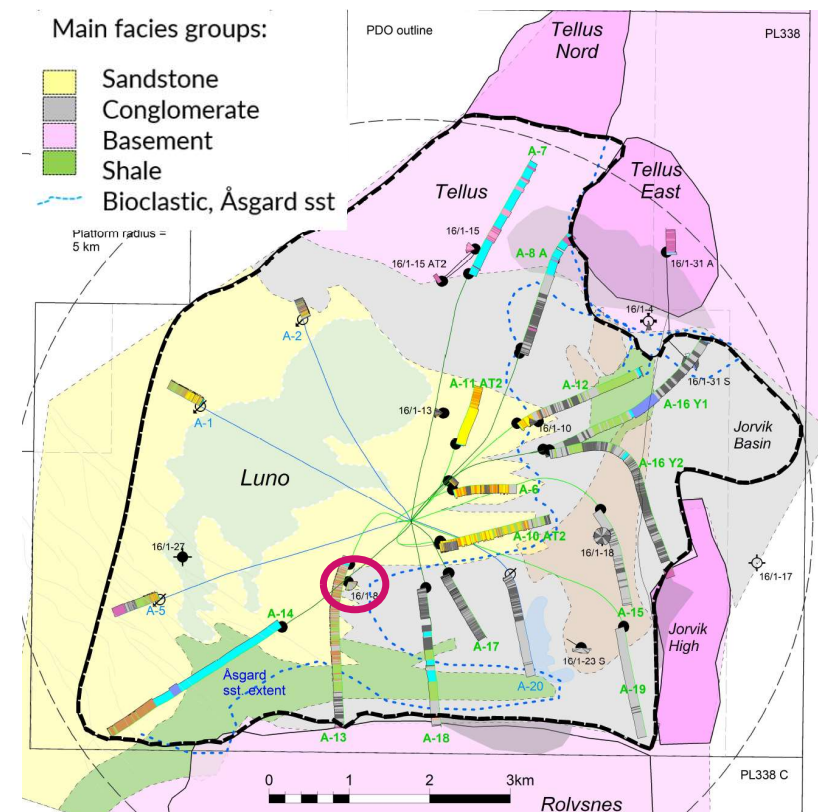 Main facies groups:
Sandstone
Conglomerate
Basement
Shale
Bioclastic, Åsgard sst
PDO outline
Tellus
Nord
PL338
Platform radius =
5 km
A-7
Tellus
Tellus
East
16/1-15
A-8 A
16/1-15 AT2
16/1-31 A
16/1-4
A-2
A-11 AT2
A-12
16/1-31 S
A-1
16/1-13
16/1-10
A-16 Y1
Jorvik
Basin
Luno
A-16 Y2
A-6
A-10 AT2
16/1-27
16/1-18
16/1-17
16/1-8
A-5
A-14
A-15
A-17
Jorvik
High
16/1-23 S
Åsgard
sst. extent
A-20
A-19
A-13
A-18
0 1 2 3km
PL338 C
Rolvsnes